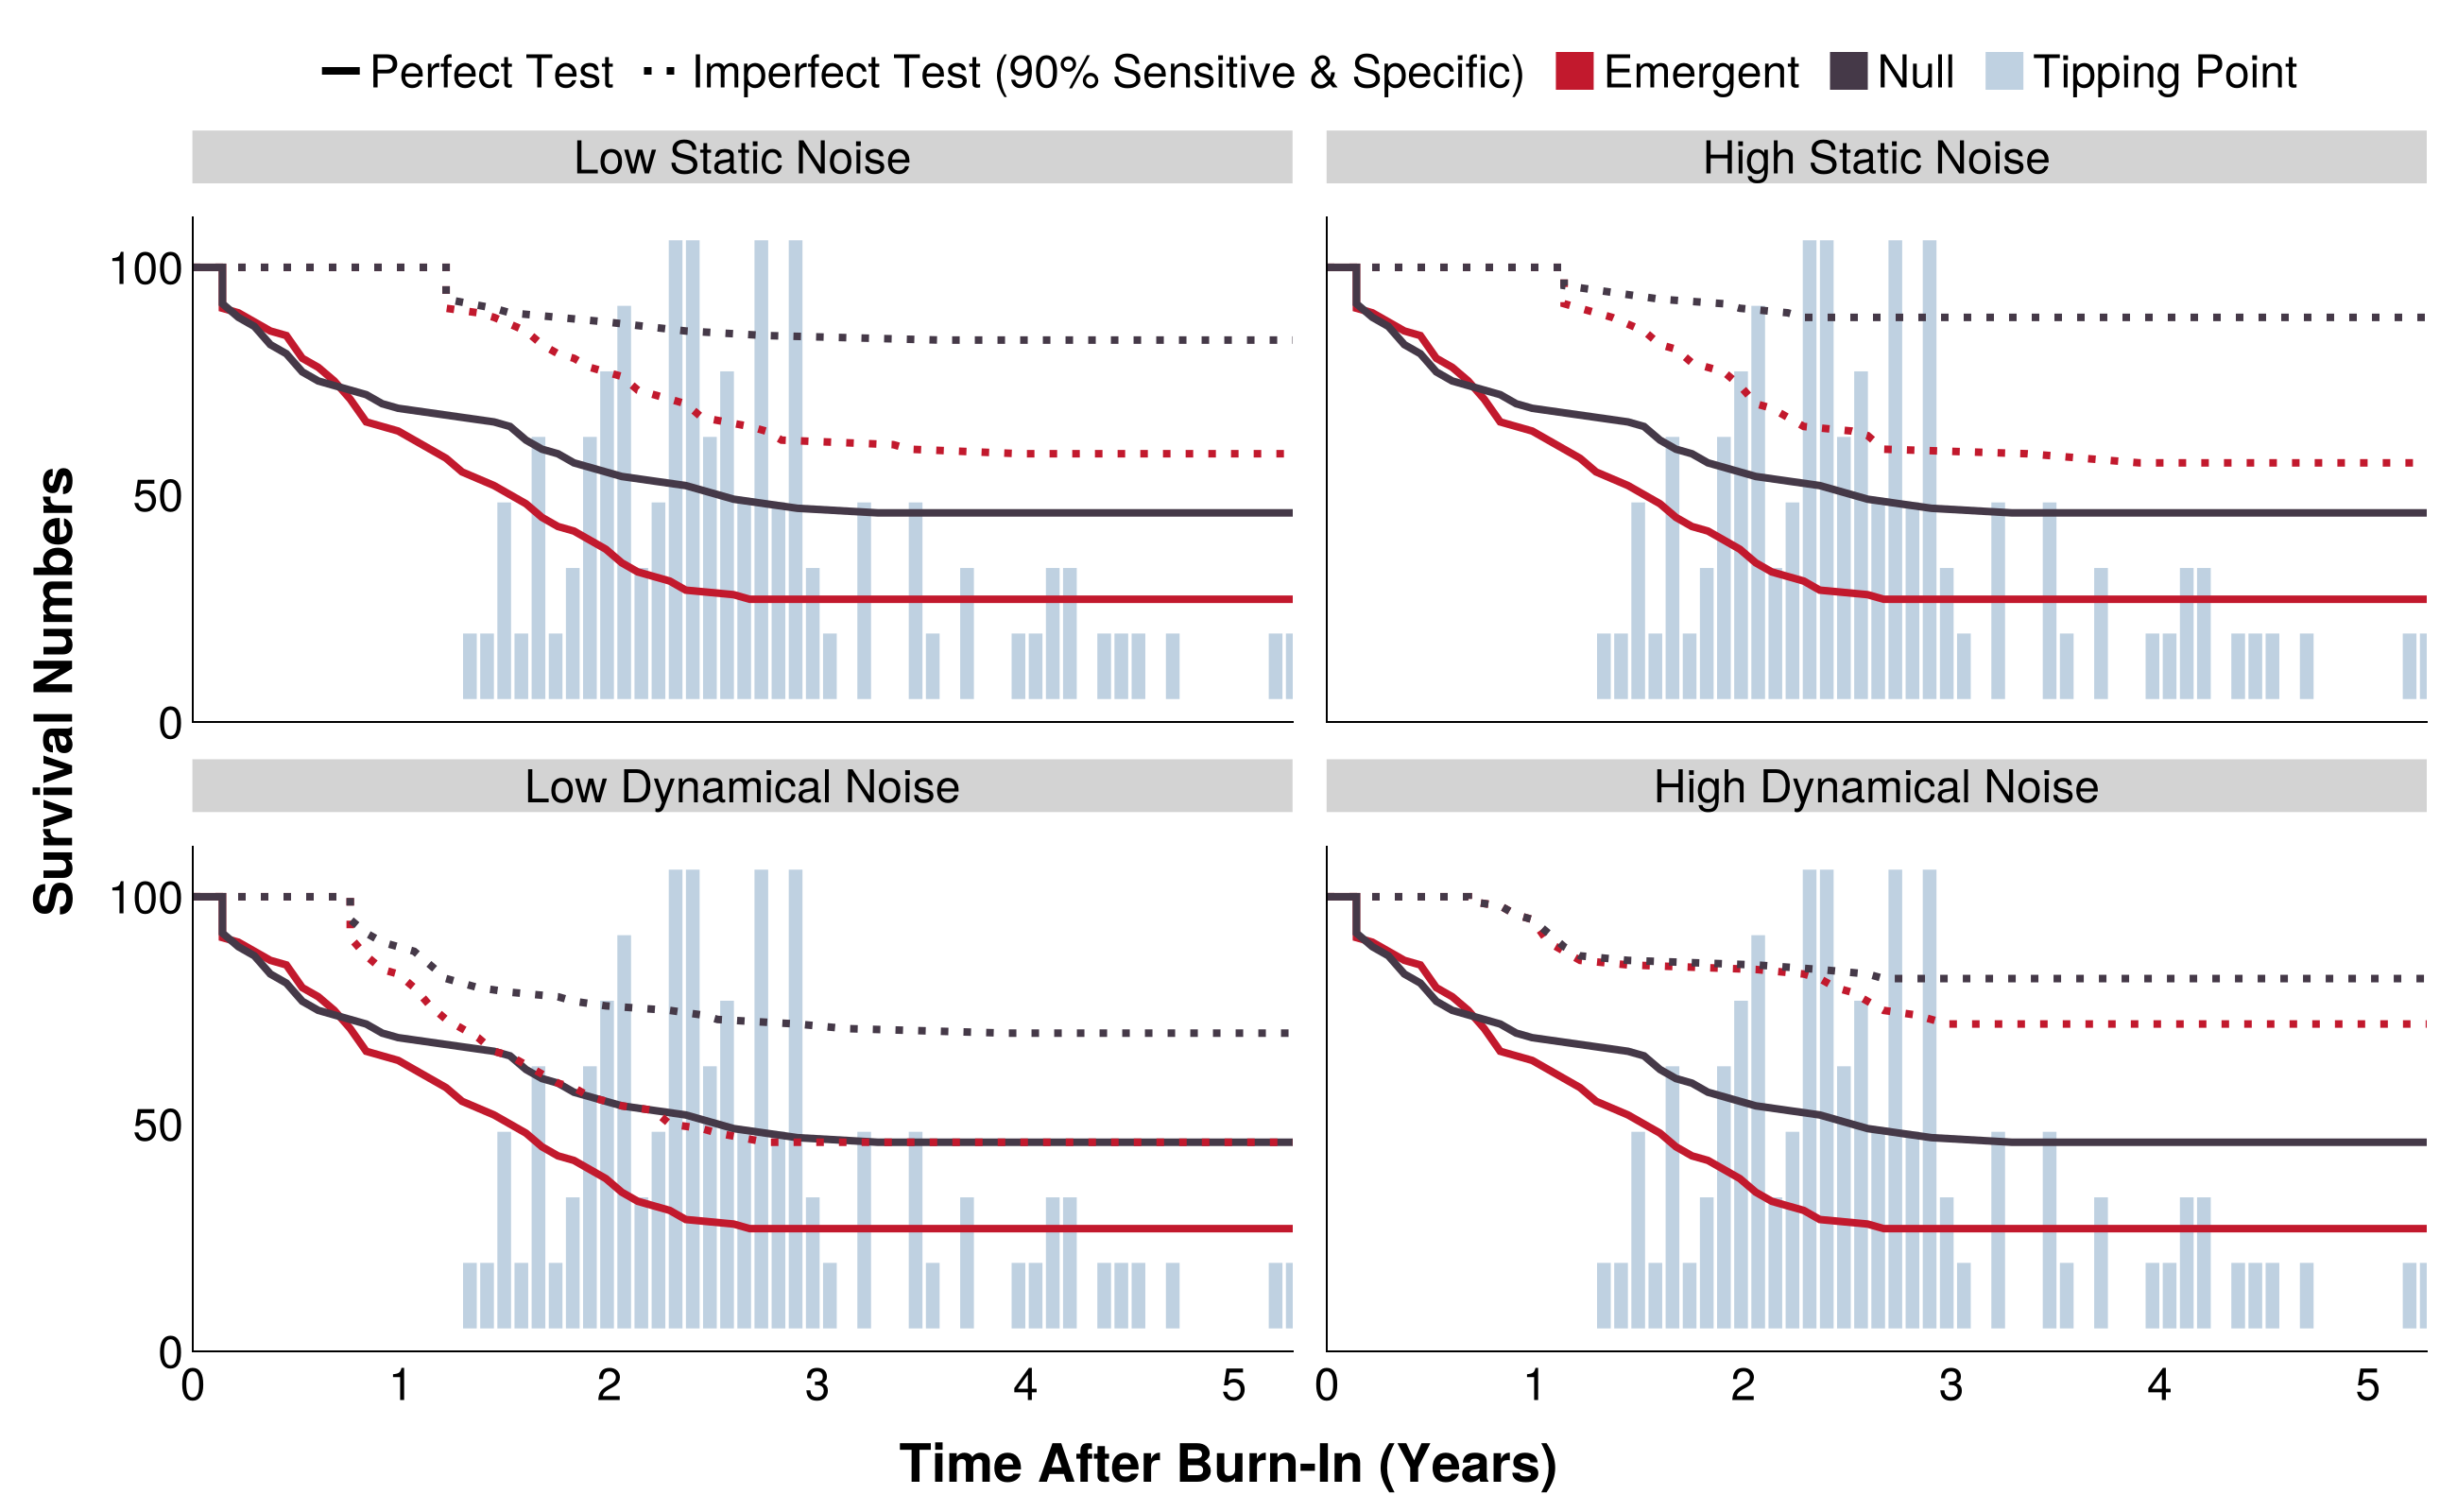 Perfect Test Imperfect Test (90% Sensitive & Specific) Emergent Null Tipping Point
Low Static Noise High Static Noise
100
50
0
Survival Numbers
Low Dynamical Noise High Dynamical Noise
100
50
0
0 1 2 3 4 5 0 1 2 3 4 5
Time After Burn-In (Years)